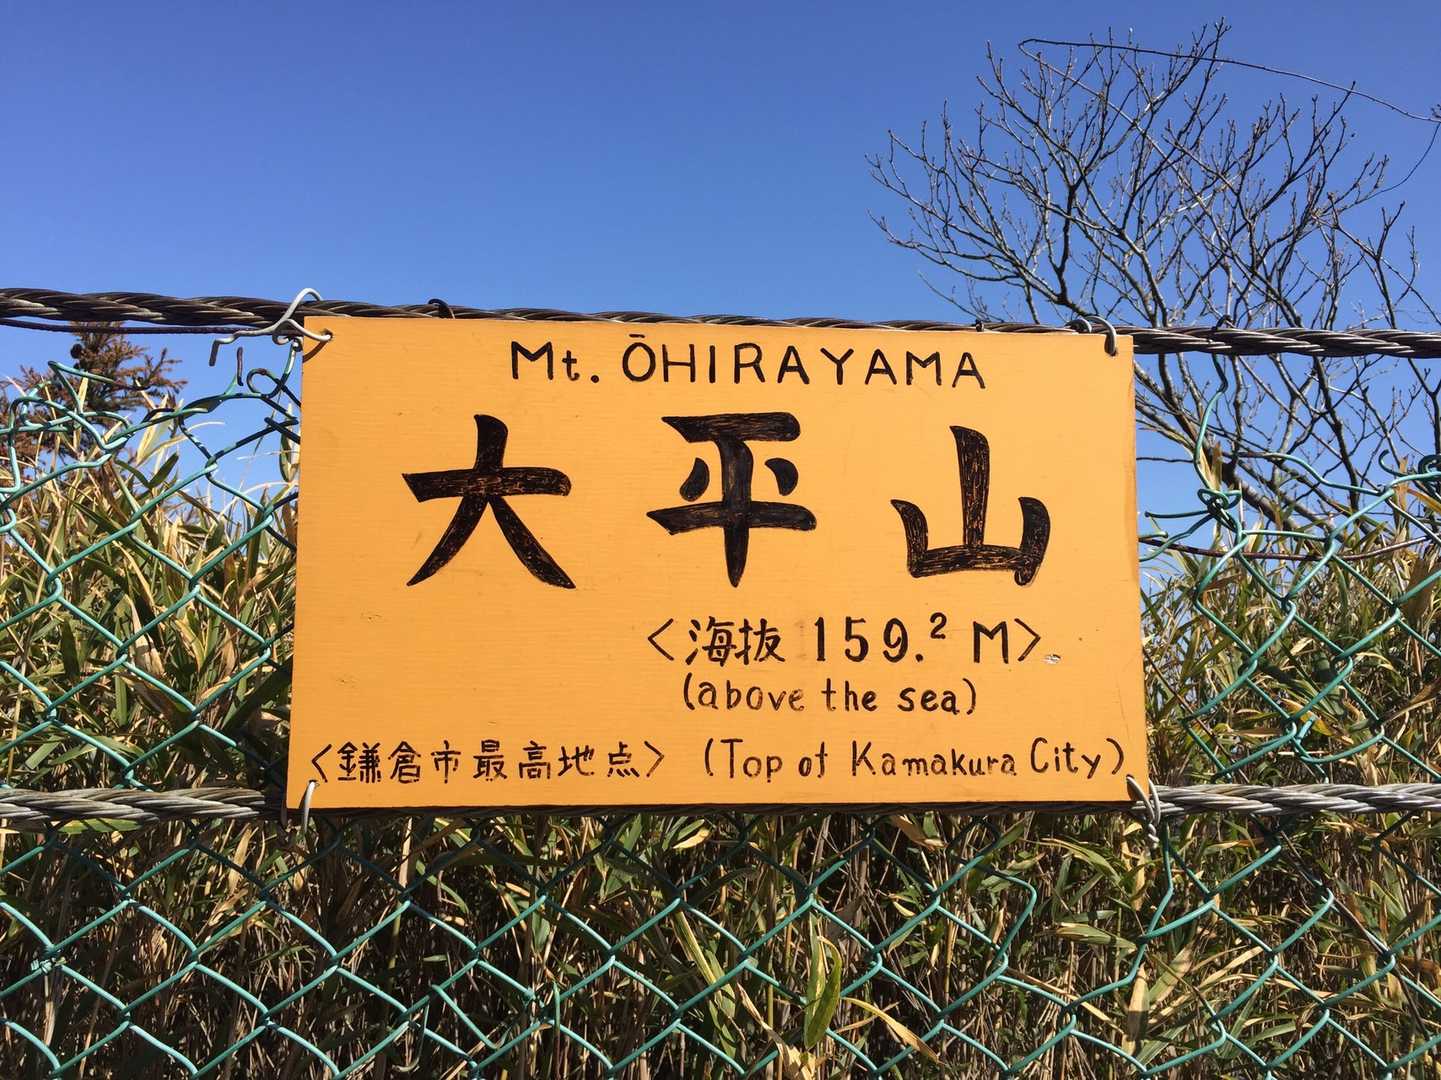 Mt. ŌHIRAYAMA
大平山
<海抜 159.² M>
(above the sea)
<鎌倉市最高地点> (Top of Kamakura City)